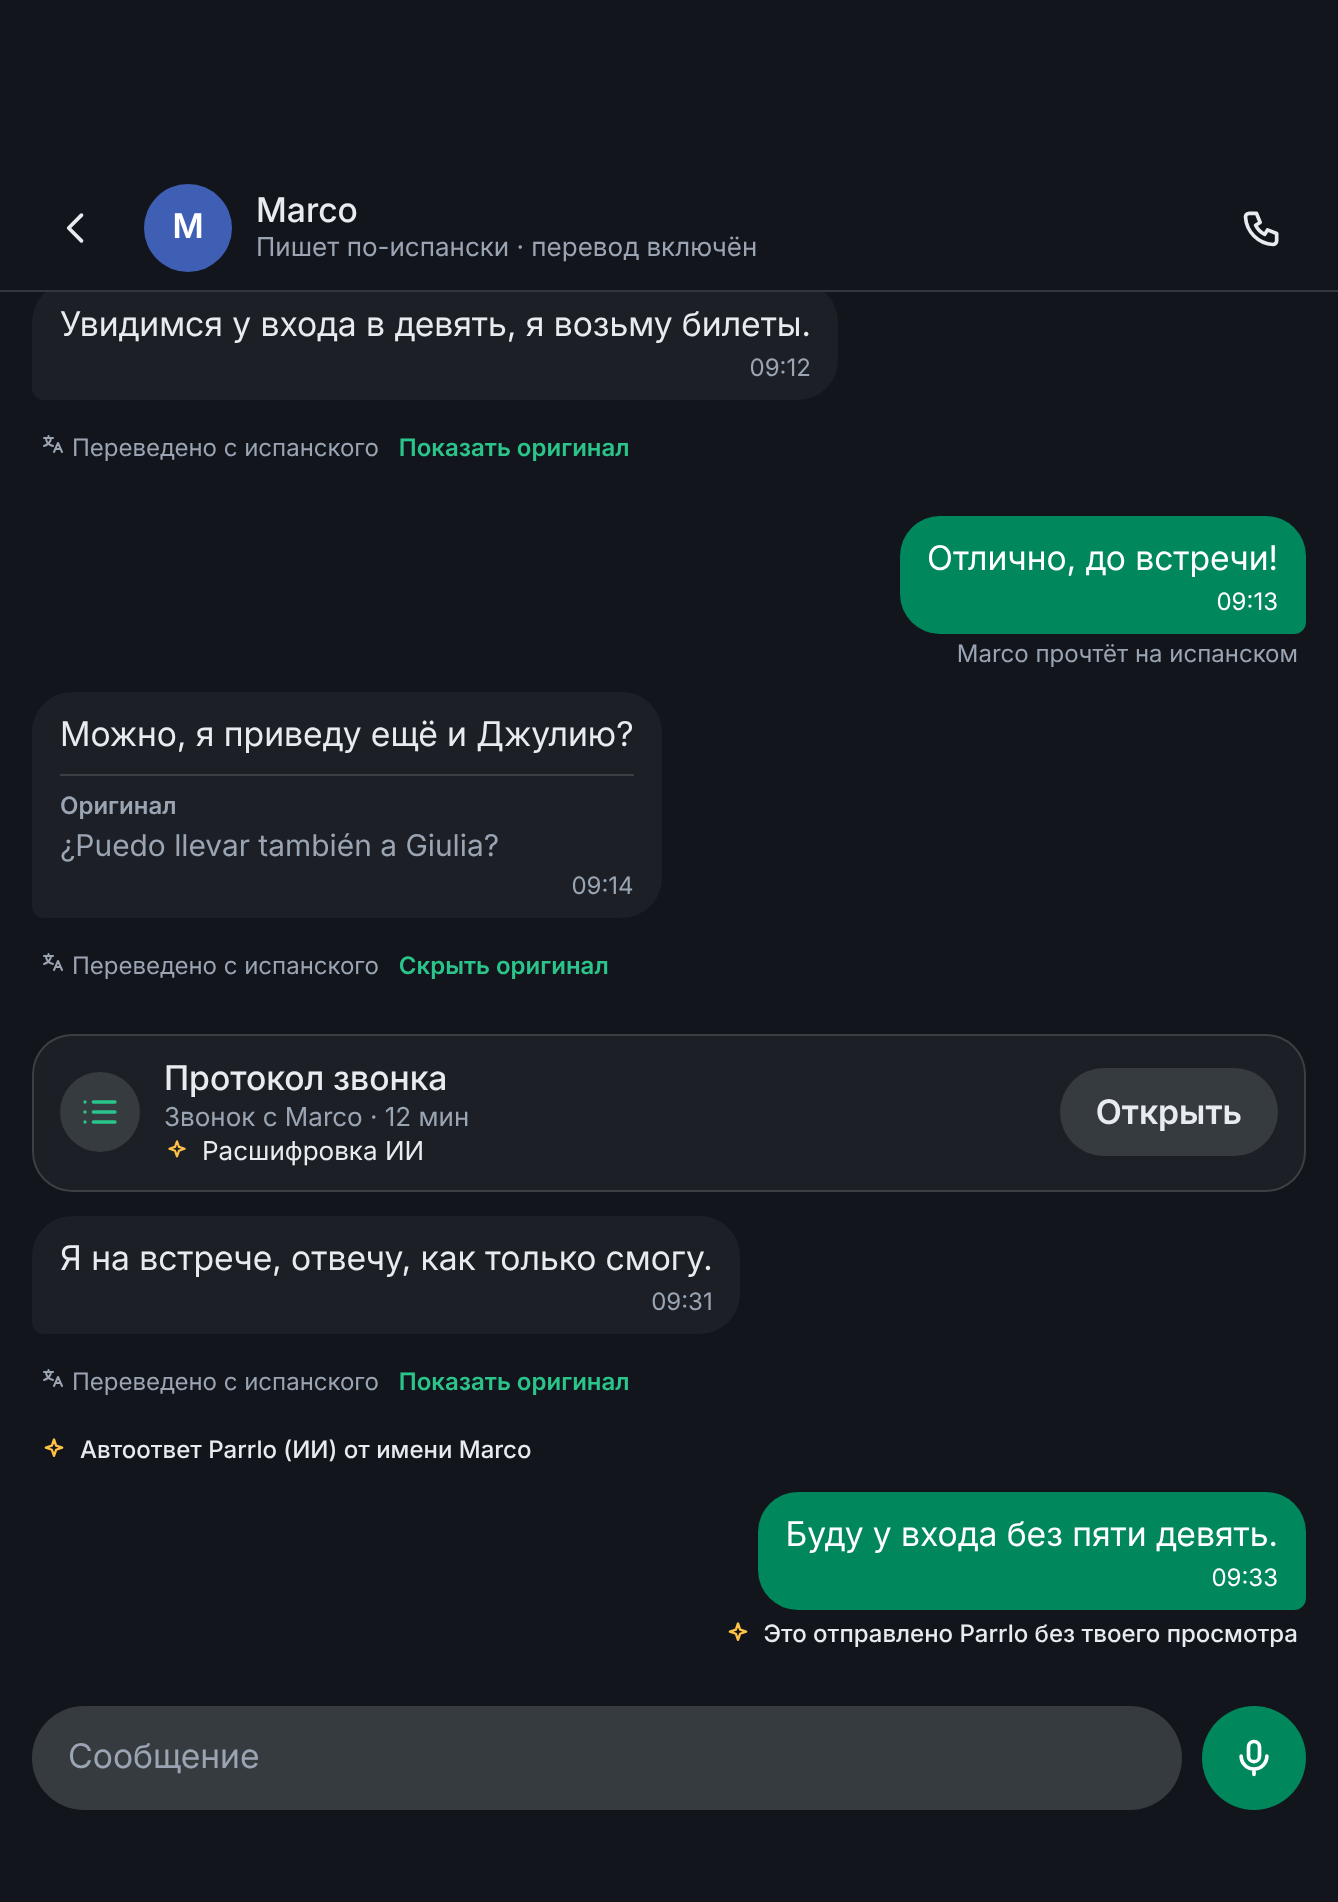 M
Marco
Пишет по-испански · перевод включён
Увидимся у входа в девять, я возьму билеты.
09:12
Переведено с испанского Показать оригинал
Отлично, до встречи!
09:13
Marco прочтёт на испанском
Можно, я приведу ещё и Джулию?
Оригинал
¿Puedo llevar también a Giulia?
09:14
Переведено с испанского Скрыть оригинал
Протокол звонка
Звонок с Marco · 12 мин
Расшифровка ИИ
Открыть
Я на встрече, отвечу, как только смогу.
09:31
Переведено с испанского Показать оригинал
Автоответ Parrlo (ИИ) от имени Marco
Буду у входа без пяти девять.
09:33
Это отправлено Parrlo без твоего просмотра
Сообщение